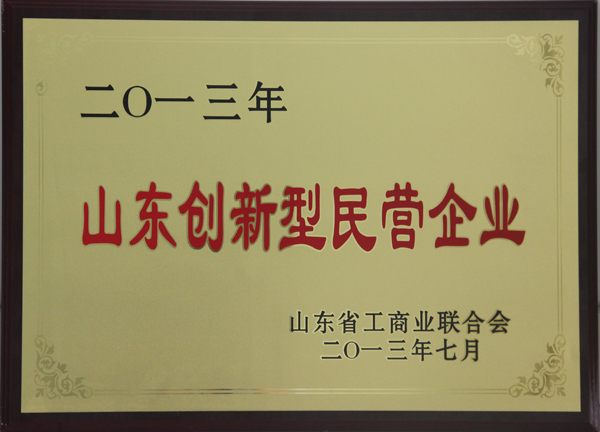 二〇一三年
山东创新型民营企业
山东省工商业联合会
二〇一三年七月